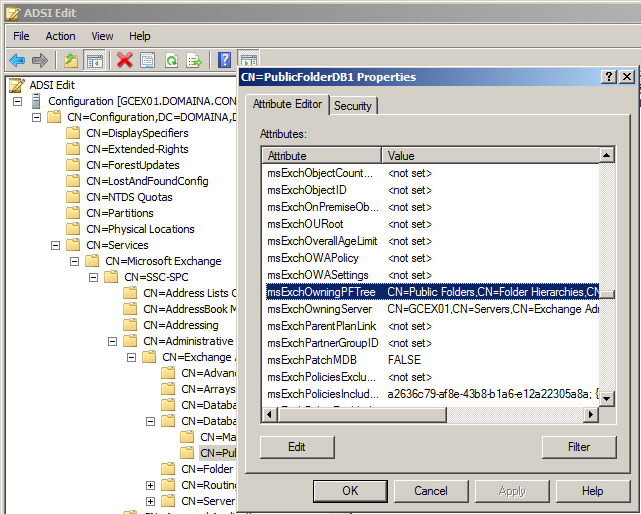 ADSI Edit
File Action View Help
ADSI Edit
Configuration [GCEX01.DOMAINA.CON
CN=Configuration,DC=DOMAINA,D
CN=DisplaySpecifiers
CN=Extended-Rights
CN=ForestUpdates
CN=LostAndFoundConfig
CN=NTDS Quotas
CN=Partitions
CN=Physical Locations
CN=Services
CN=Microsoft Exchange
CN=SSC-SPC
CN=Address Lists C
CN=AddressBook M
CN=Addressing
CN=Administrative
CN=Exchange A
CN=Advan
CN=Arrays
CN=Databa
CN=Databa
CN=Ma
CN=Pul
CN=Folder
CN=Routing
CN=Server
CN=PublicFolderDB1 Properties
Attribute Editor Security
Attributes:
Attribute Value
msExchObjectCount... <not set>
msExchObjectID <not set>
msExchOnPremiseOb... <not set>
msExchOURoot <not set>
msExchOverallAgeLimit <not set>
msExchOWAPolicy <not set>
msExchOWASettings <not set>
msExchOwningPFTree CN=Public Folders,CN=Folder Hierarchies,CN
msExchOwningServer CN=GCEX01,CN=Servers,CN=Exchange Adr
msExchParentPlanLink <not set>
msExchPartnerGroupID <not set>
msExchPatchMDB FALSE
msExchPoliciesExclu... <not set>
msExchPoliciesInclud... a2636c79-af8e-43b8-b1a6-e12a22305a8a; {
Edit Filter
OK Cancel Apply Help